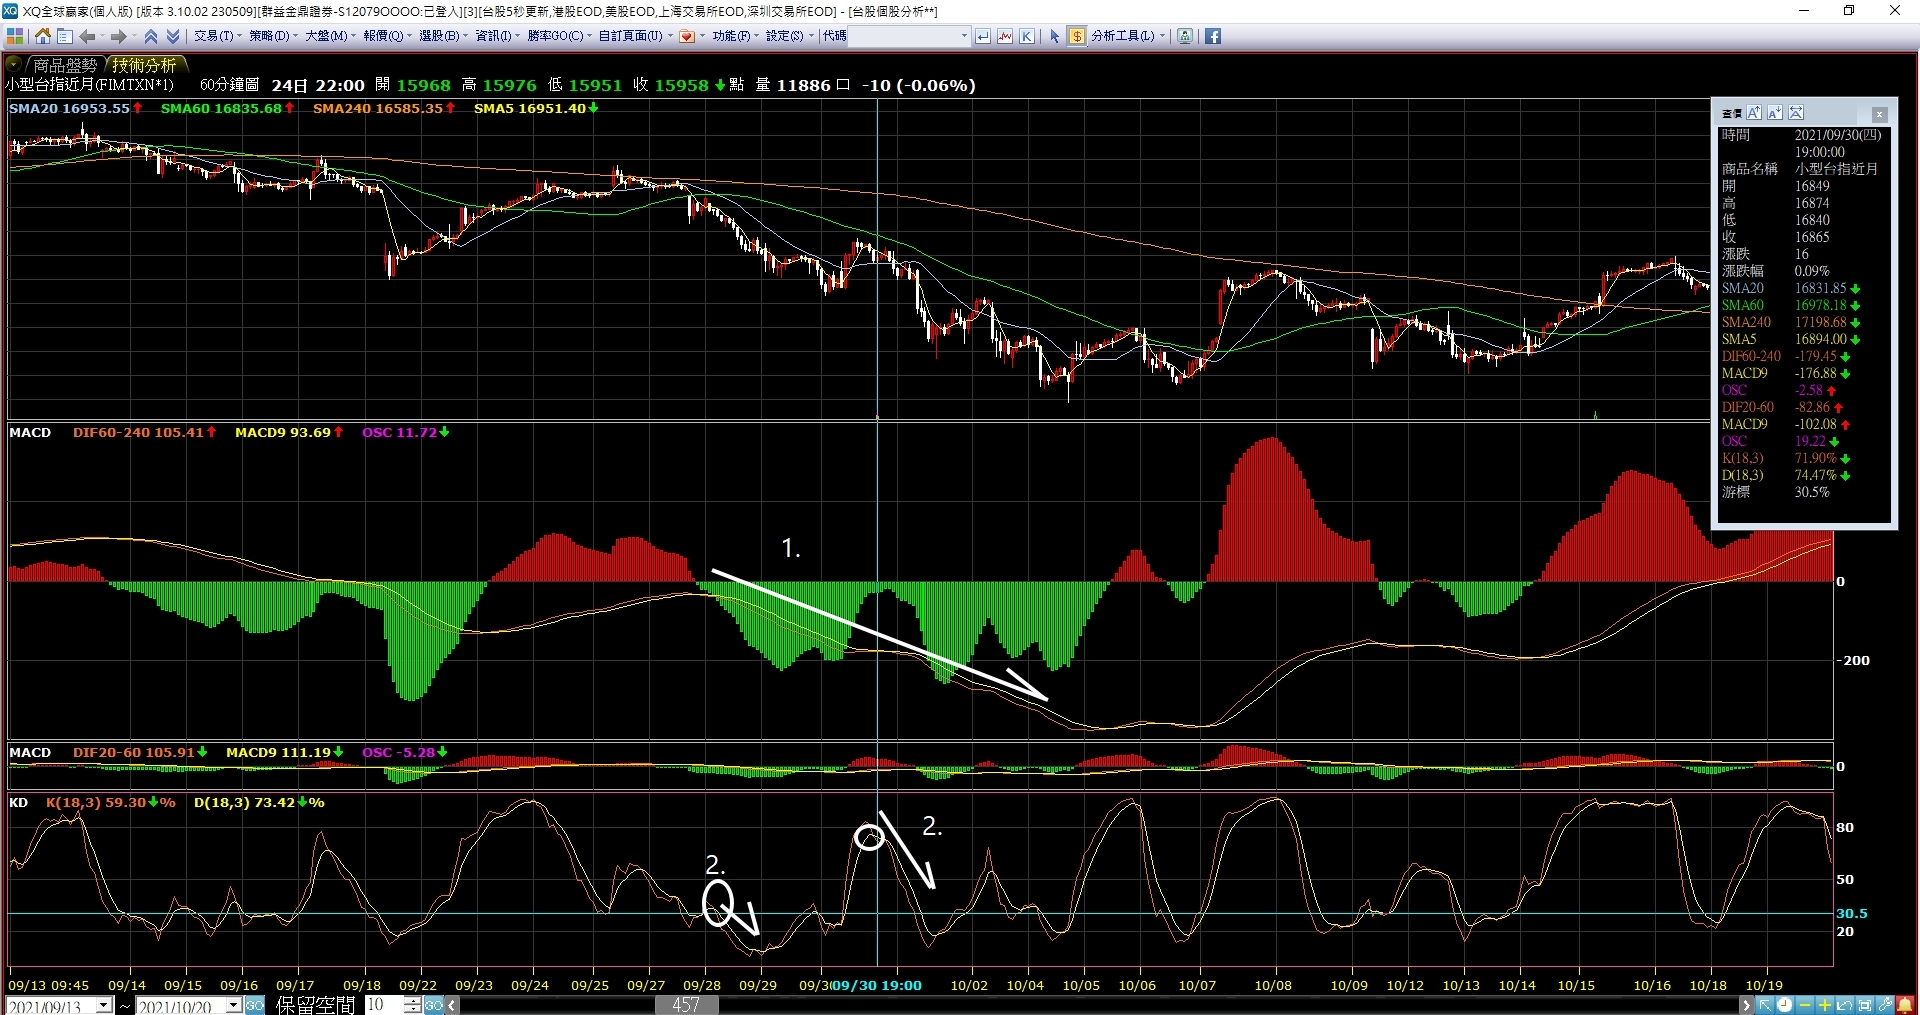 XQ全球贏家(個人版) [版本 3.10.02 230509][群益金鼎證券-S12079OOOO:已登入][3][台股5秒更新,港股EOD,美股EOD,上海交易所EOD,深圳交易所EOD] - [台股個股分析**]
交易(T) 策略(D) 大盤(M) 報價(Q) 選股(B) 資訊(I) 勝率GO(C) 自訂頁面(U) 功能(F) 設定(S) 代碼 K $ 分析工具(L)
商品盤勢 技術分析
小型台指近月(FIMTXN*1) 60分鐘圖 24日 22:00 開 15968 高 15976 低 15951 收 15958 點 量 11886 口 -10 (-0.06%)
SMA20 16953.55 SMA60 16835.68 SMA240 16585.35 SMA5 16951.40
查價
時間 2021/09/30(四)
19:00:00
商品名稱 小型台指近月
開 16849
高 16874
低 16840
收 16865
漲跌 16
漲跌幅 0.09%
SMA20 16831.85
SMA60 16978.18
SMA240 17198.68
SMA5 16894.00
DIF60-240 -179.45
MACD9 -176.88
OSC -2.58
DIF20-60 -82.86
MACD9 -102.08
OSC 19.22
K(18,3) 71.90%
D(18,3) 74.47%
游標 30.5%
MACD DIF60-240 105.41 MACD9 93.69 OSC 11.72
1.
0
-200
MACD DIF20-60 105.91 MACD9 111.19 OSC -5.28
0
KD K(18,3) 59.30 % D(18,3) 73.42 %
2.
2.
80
50
30.5
20
09/13 09:45 09/14 09/15 09/16 09/17 09/18 09/22 09/23 09/24 09/25 09/27 09/28 09/29 09/30 09/30 19:00 10/02 10/04 10/05 10/06 10/07 10/08 10/09 10/12 10/13 10/14 10/15 10/16 10/18 10/19
2021/09/13 ~ 2021/10/20 GO 保留空間 10 GO 457